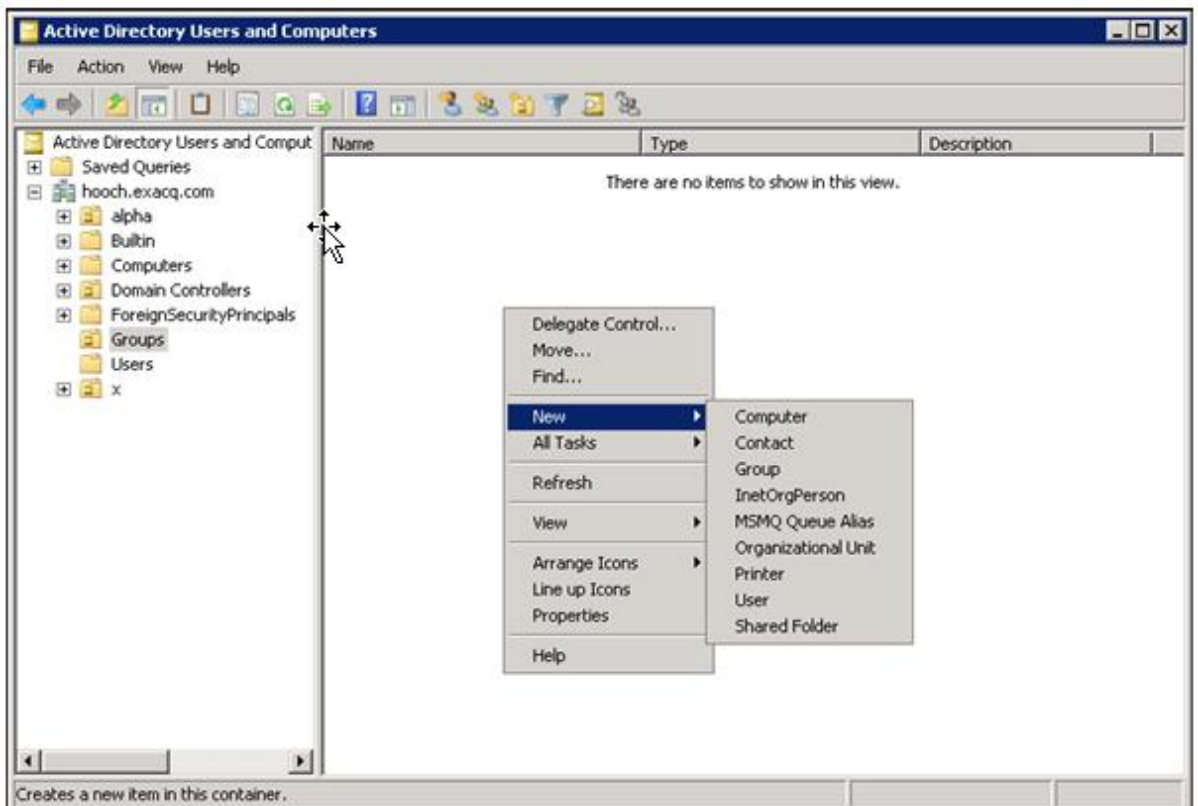 Active Directory Users and Computers
File Action View Help
Active Directory Users and Comput
Name Type Description
Saved Queries
There are no items to show in this view.
hooch.exacq.com
alpha
Builtin
Computers
Domain Controllers
ForeignSecurityPrincipals
Groups
Users
x
Delegate Control...
Move...
Find...
New
All Tasks
Refresh
View
Arrange Icons
Line up Icons
Properties
Help
Computer
Contact
Group
InetOrgPerson
MSMQ Queue Alias
Organizational Unit
Printer
User
Shared Folder
Creates a new item in this container.